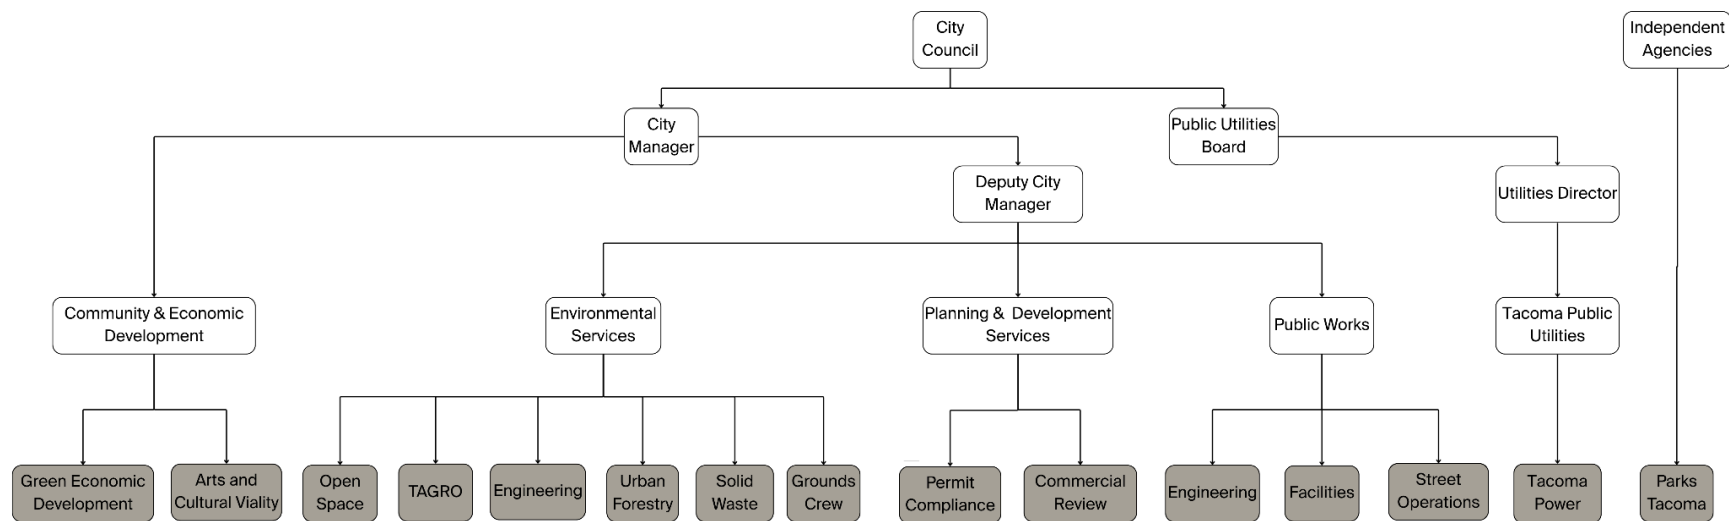 City
Council
Independent
Agencies
City
Manager
Public Utilities
Board
Deputy City
Manager
Utilities Director
Community & Economic
Development
Environmental
Services
Planning & Development
Services
Public Works
Tacoma Public
Utilities
Green Economic
Development
Arts and
Cultural Viality
Open
Space
TAGRO
Engineering
Urban
Forestry
Solid
Waste
Grounds
Crew
Permit
Compliance
Commercial
Review
Engineering
Facilities
Street
Operations
Tacoma
Power
Parks
Tacoma